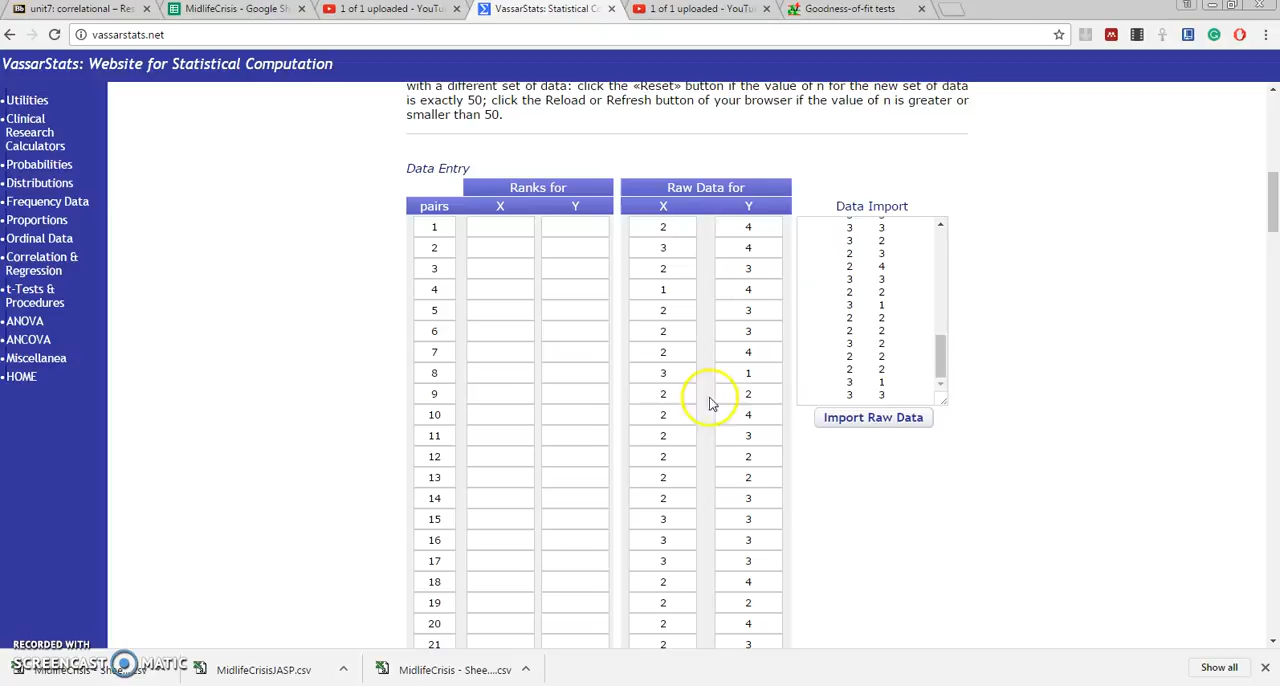 unit7: correlational – Res
MidlifeCrisis - Google Sh
1 of 1 uploaded - YouTu
VassarStats: Statistical Co
1 of 1 uploaded - YouTu
Goodness-of-fit tests
vassarstats.net
VassarStats: Website for Statistical Computation
•Utilities
•Clinical
Research
Calculators
•Probabilities
•Distributions
•Frequency Data
•Proportions
•Ordinal Data
•Correlation &
Regression
•t-Tests &
Procedures
•ANOVA
•ANCOVA
•Miscellanea
•HOME
with a different set of data: click the «Reset» button if the value of n for the new set of data
is exactly 50; click the Reload or Refresh button of your browser if the value of n is greater or
smaller than 50.
Data Entry
Ranks for Raw Data for
pairs X Y X Y
1 2 4
2 3 4
3 2 3
4 1 4
5 2 3
6 2 3
7 2 4
8 3 1
9 2 2
10 2 4
11 2 3
12 2 2
13 2 2
14 2 3
15 3 3
16 3 3
17 3 3
18 2 4
19 2 2
20 2 4
21 2 3
Data Import
3 3
3 2
2 3
2 4
3 3
2 2
3 1
2 2
2 2
3 2
2 2
2 2
3 1
3 3
Import Raw Data
RECORDED WITH
SCREENCAST MATIC
MidlifeCrisisJASP.csv
MidlifeCrisis - Shee....csv
Show all